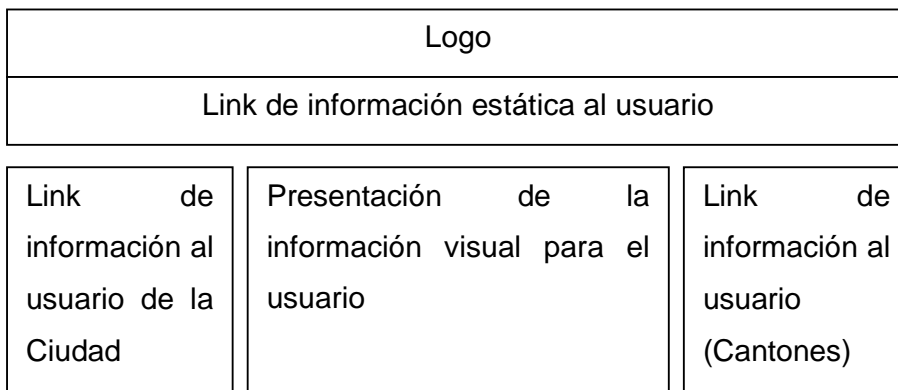 Logo
Link de información estática al usuario
Link de
información al
usuario de la
Ciudad
Presentación de la
información visual para el
usuario
Link de
información al
usuario
(Cantones)